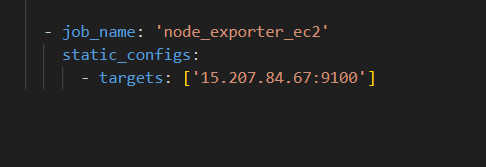 - job_name: 'node_exporter_ec2'
static_configs:
- targets: ['15.207.84.67:9100']